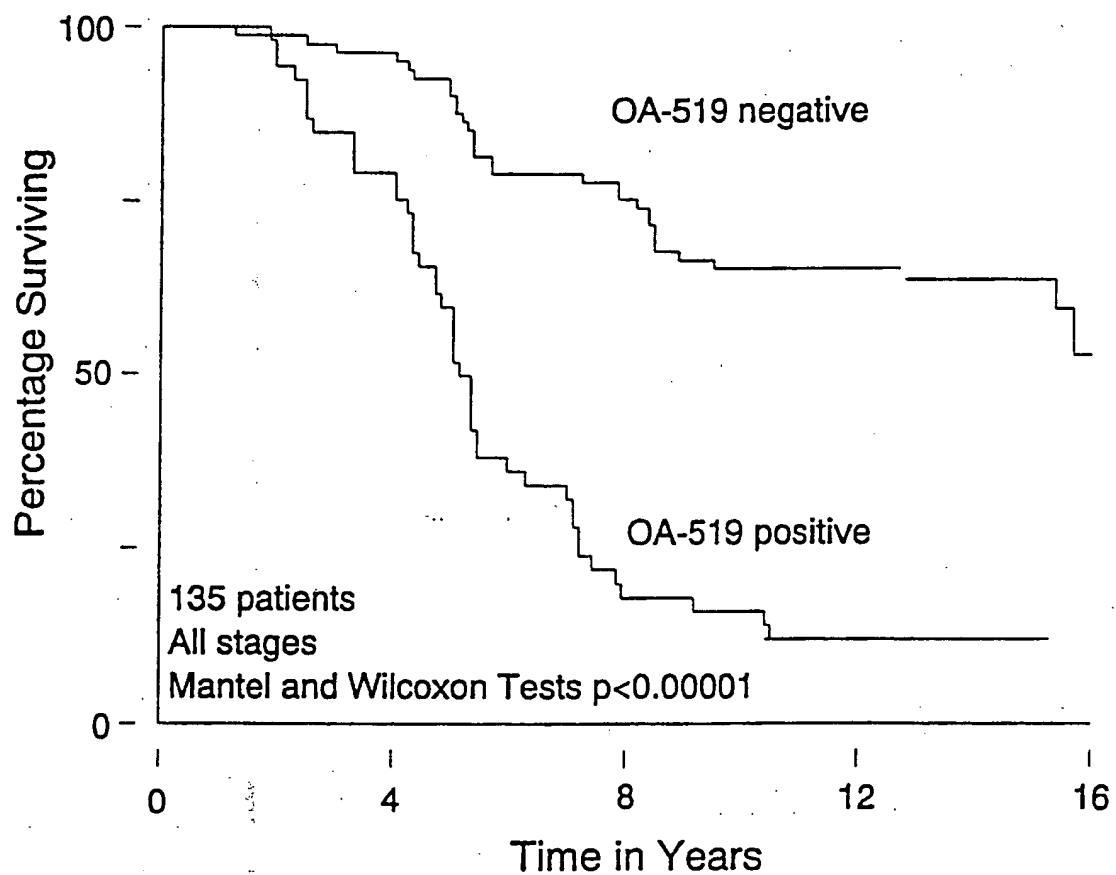 100
OA-519 negative
Percentage Surviving
50
OA-519 positive
135 patients
All stages
Mantel and Wilcoxon Tests p<0.00001
0
0 4 8 12 16
Time in Years